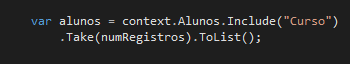 var alunos = context.Alunos.Include("Curso")
.Take(numRegistros).ToList();